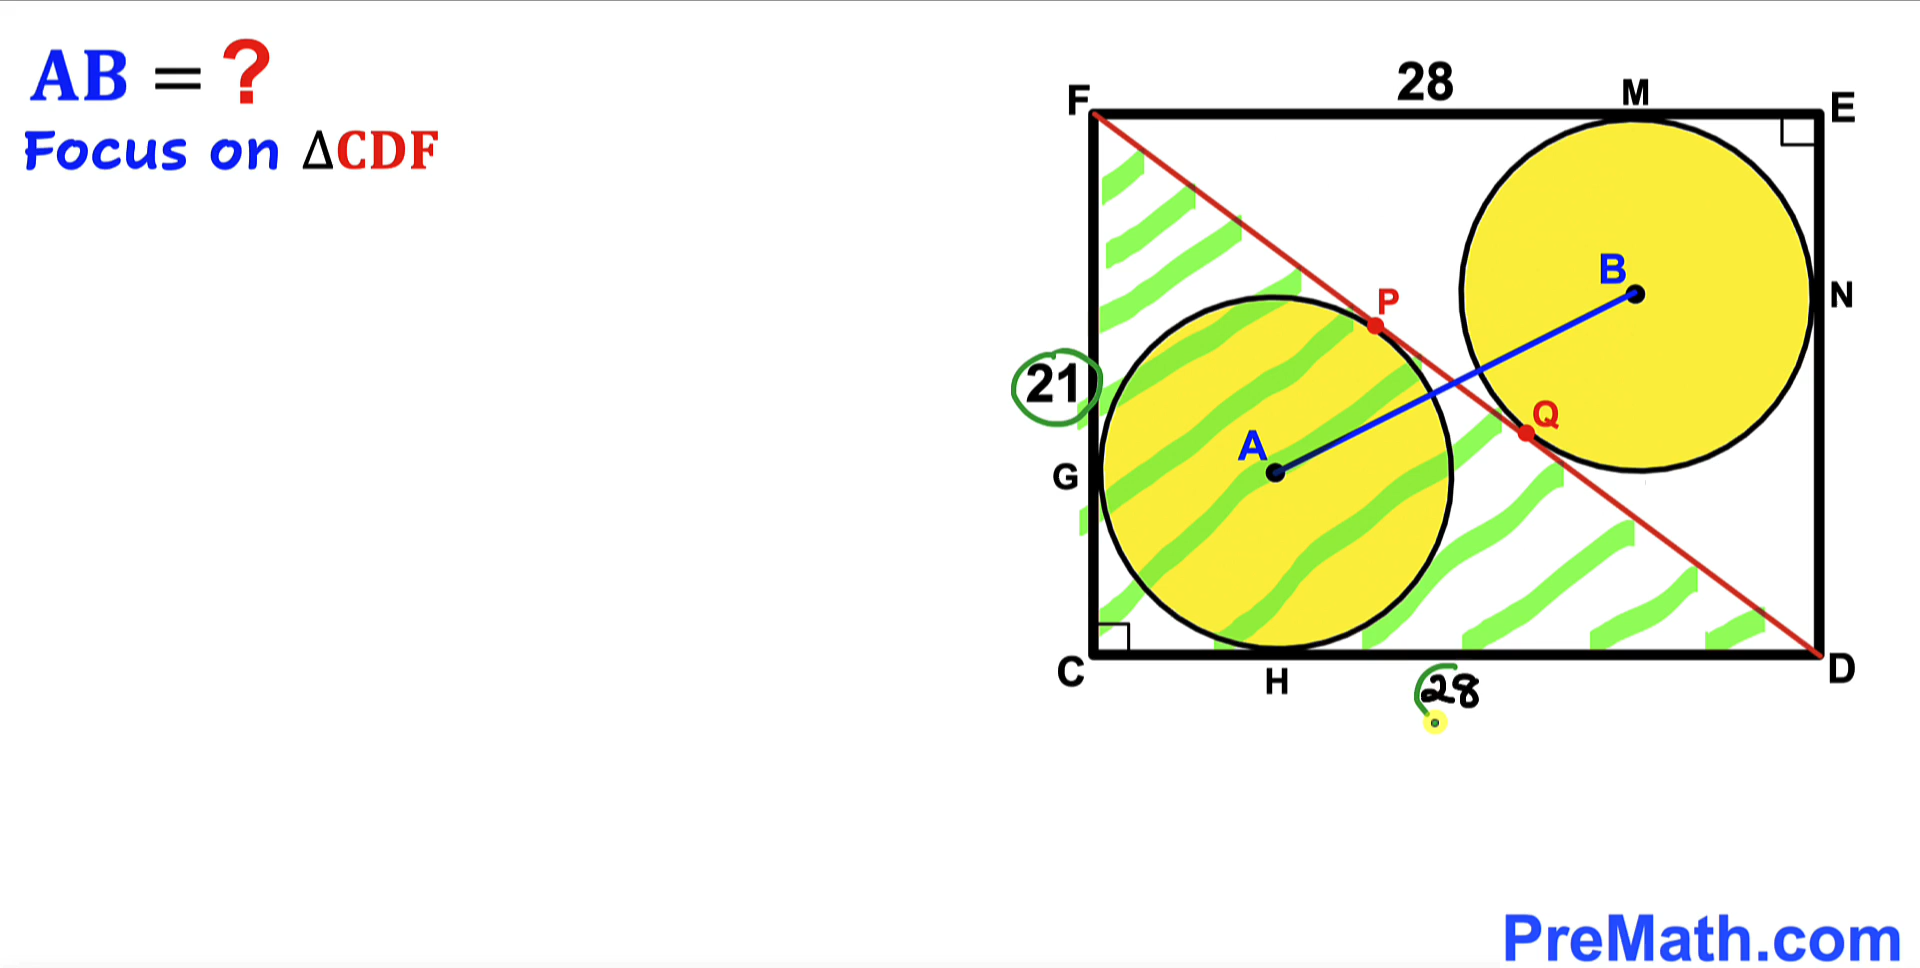 AB = ?
Focus on ΔCDF
28
F
M
E
P
B
N
21
A
Q
G
C
H
D
28
PreMath.com